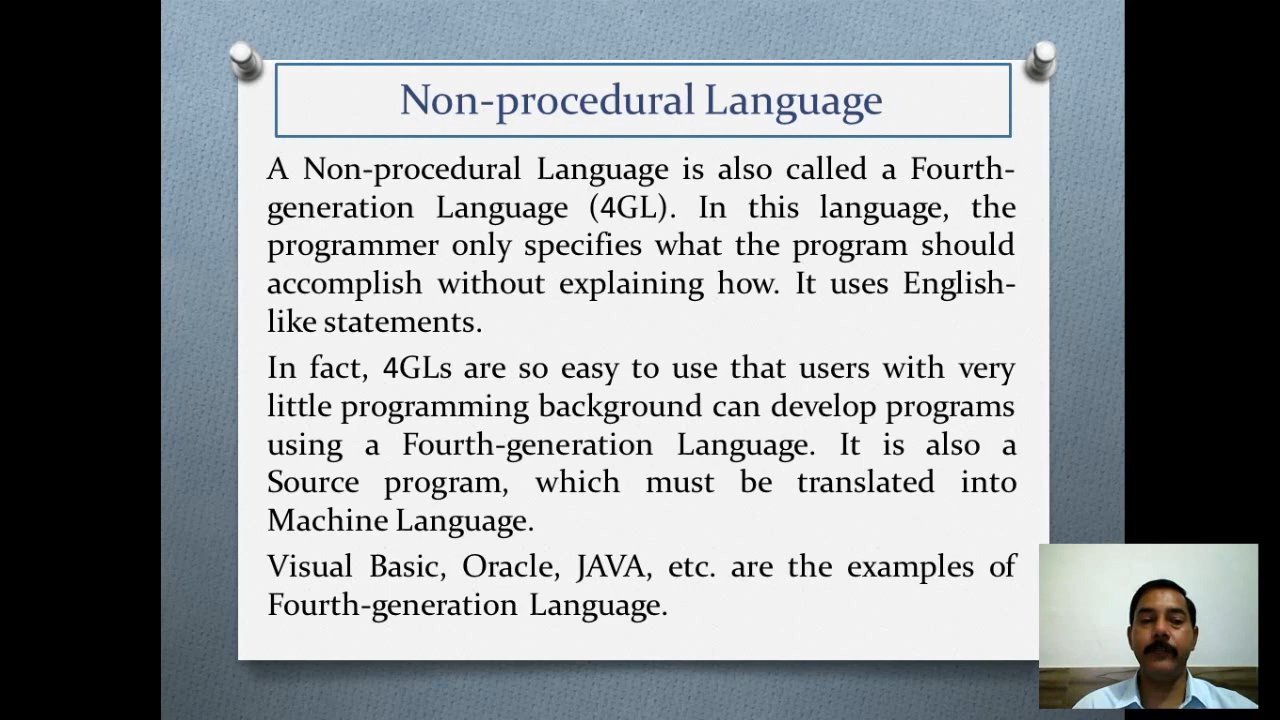 Non-procedural Language
A Non-procedural Language is also called a Fourth-
generation Language (4GL). In this language, the
programmer only specifies what the program should
accomplish without explaining how. It uses English-
like statements.
In fact, 4GLs are so easy to use that users with very
little programming background can develop programs
using a Fourth-generation Language. It is also a
Source program, which must be translated into
Machine Language.
Visual Basic, Oracle, JAVA, etc. are the examples of
Fourth-generation Language.